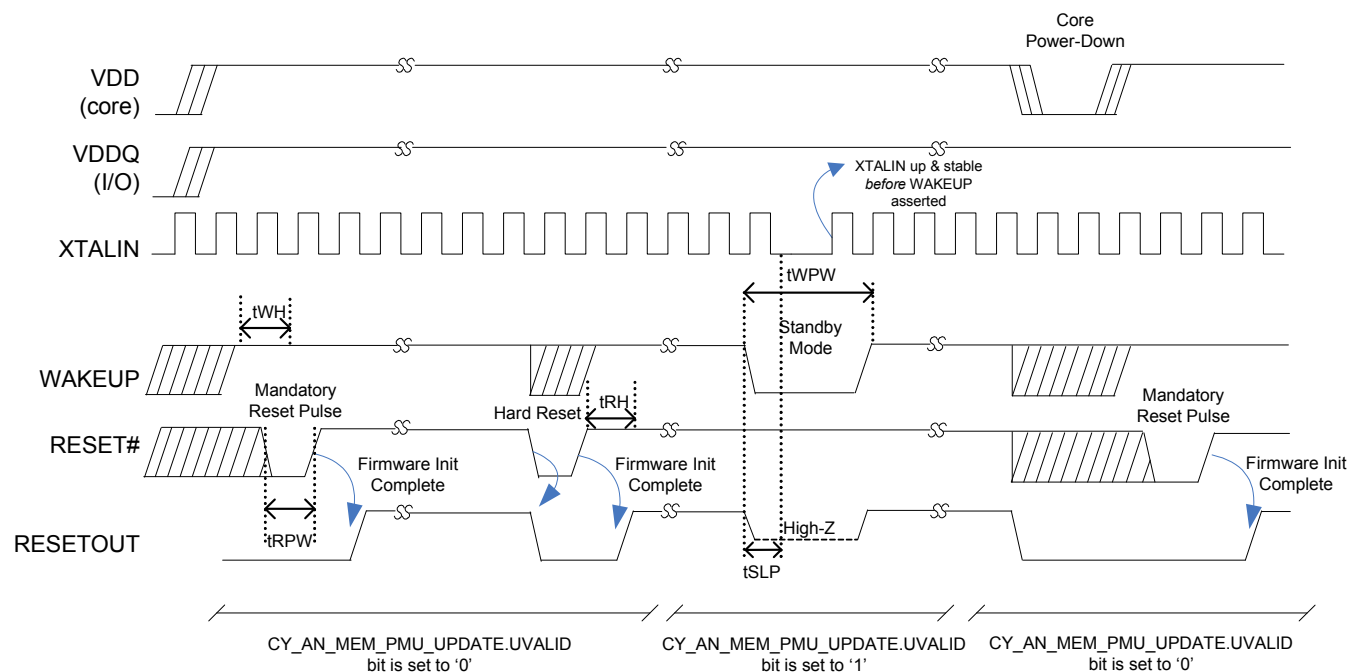 Core
Power-Down
VDD
(core)
VDDQ
(I/O)
XTALIN up & stable
before WAKEUP
asserted
XTALIN
tWH
tWPW
Standby
Mode
WAKEUP
Mandatory
Reset Pulse
Hard Reset
tRH
Mandatory
Reset Pulse
RESET#
Firmware Init
Complete
Firmware Init
Complete
Firmware Init
Complete
RESETOUT
tRPW
High-Z
tSLP
CY_AN_MEM_PMU_UPDATE.UVALID
bit is set to ‘0’
CY_AN_MEM_PMU_UPDATE.UVALID
bit is set to ‘1’
CY_AN_MEM_PMU_UPDATE.UVALID
bit is set to ‘0’